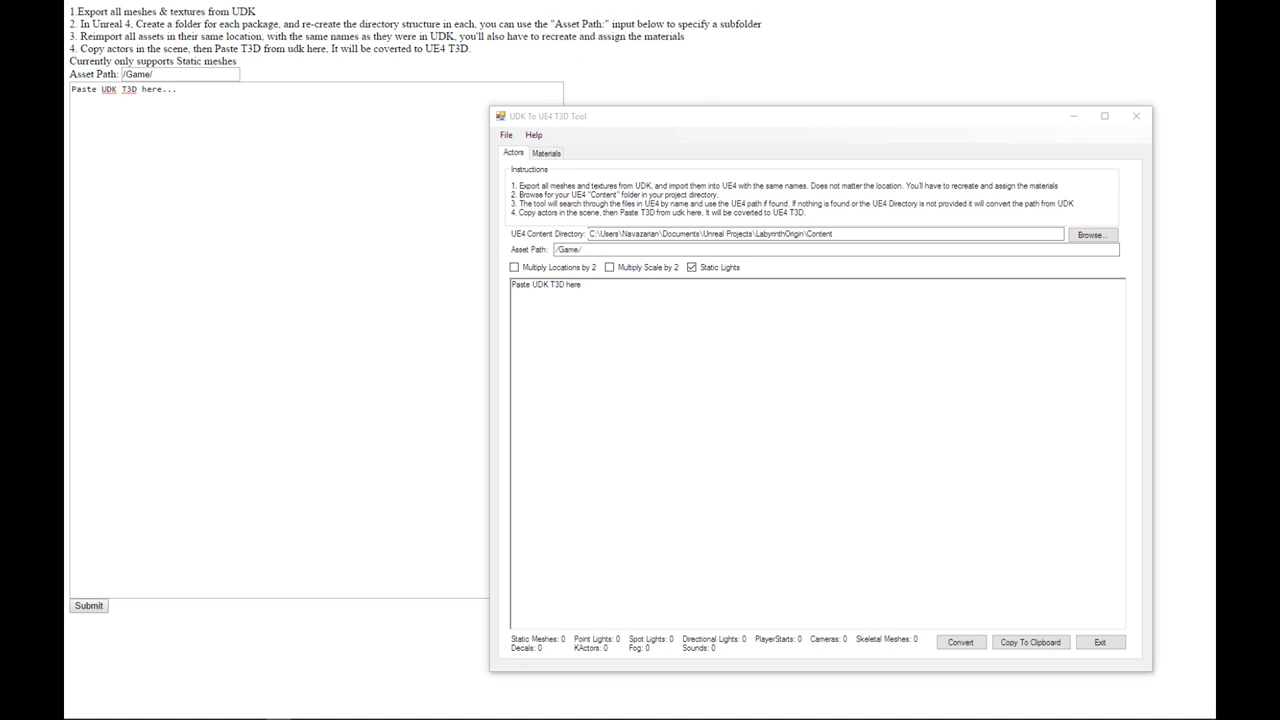 1.Export all meshes & textures from UDK
2. In Unreal 4, Create a folder for each package, and re-create the directory structure in each, you can use the "Asset Path:" input below to specify a subfolder
3. Reimport all assets in their same location, with the same names as they were in UDK, you'll also have to recreate and assign the materials
4. Copy actors in the scene, then Paste T3D from udk here, It will be coverted to UE4 T3D.
Currently only supports Static meshes
Asset Path: /Game/
Paste UDK T3D here...
Submit
UDK To UE4 T3D Tool
File Help
Actors Materials
Instructions
1. Export all meshes and textures from UDK, and import them into UE4 with the same names. Does not matter the location. You'll have to recreate and assign the materials
2. Browse for your UE4 "Content" folder in your project directory.
3. The tool will search through the files in UE4 by name and use the UE4 path if found. If nothing is found or the UE4 Directory is not provided it will convert the path from UDK
4. Copy actors in the scene, then Paste T3D from udk here, It will be coverted to UE4 T3D.
UE4 Content Directory: C:\Users\Navazarian\Documents\Unreal Projects\LabyrinthOrigin\Content Browse...
Asset Path: /Game/
Multiply Locations by 2 Multiply Scale by 2 Static Lights
Paste UDK T3D here
Static Meshes: 0 Point Lights: 0 Spot Lights: 0 Directional Lights: 0 PlayerStarts: 0 Cameras: 0 Skeletal Meshes: 0
Decals: 0 KActors: 0 Fog: 0 Sounds: 0
Convert Copy To Clipboard Exit